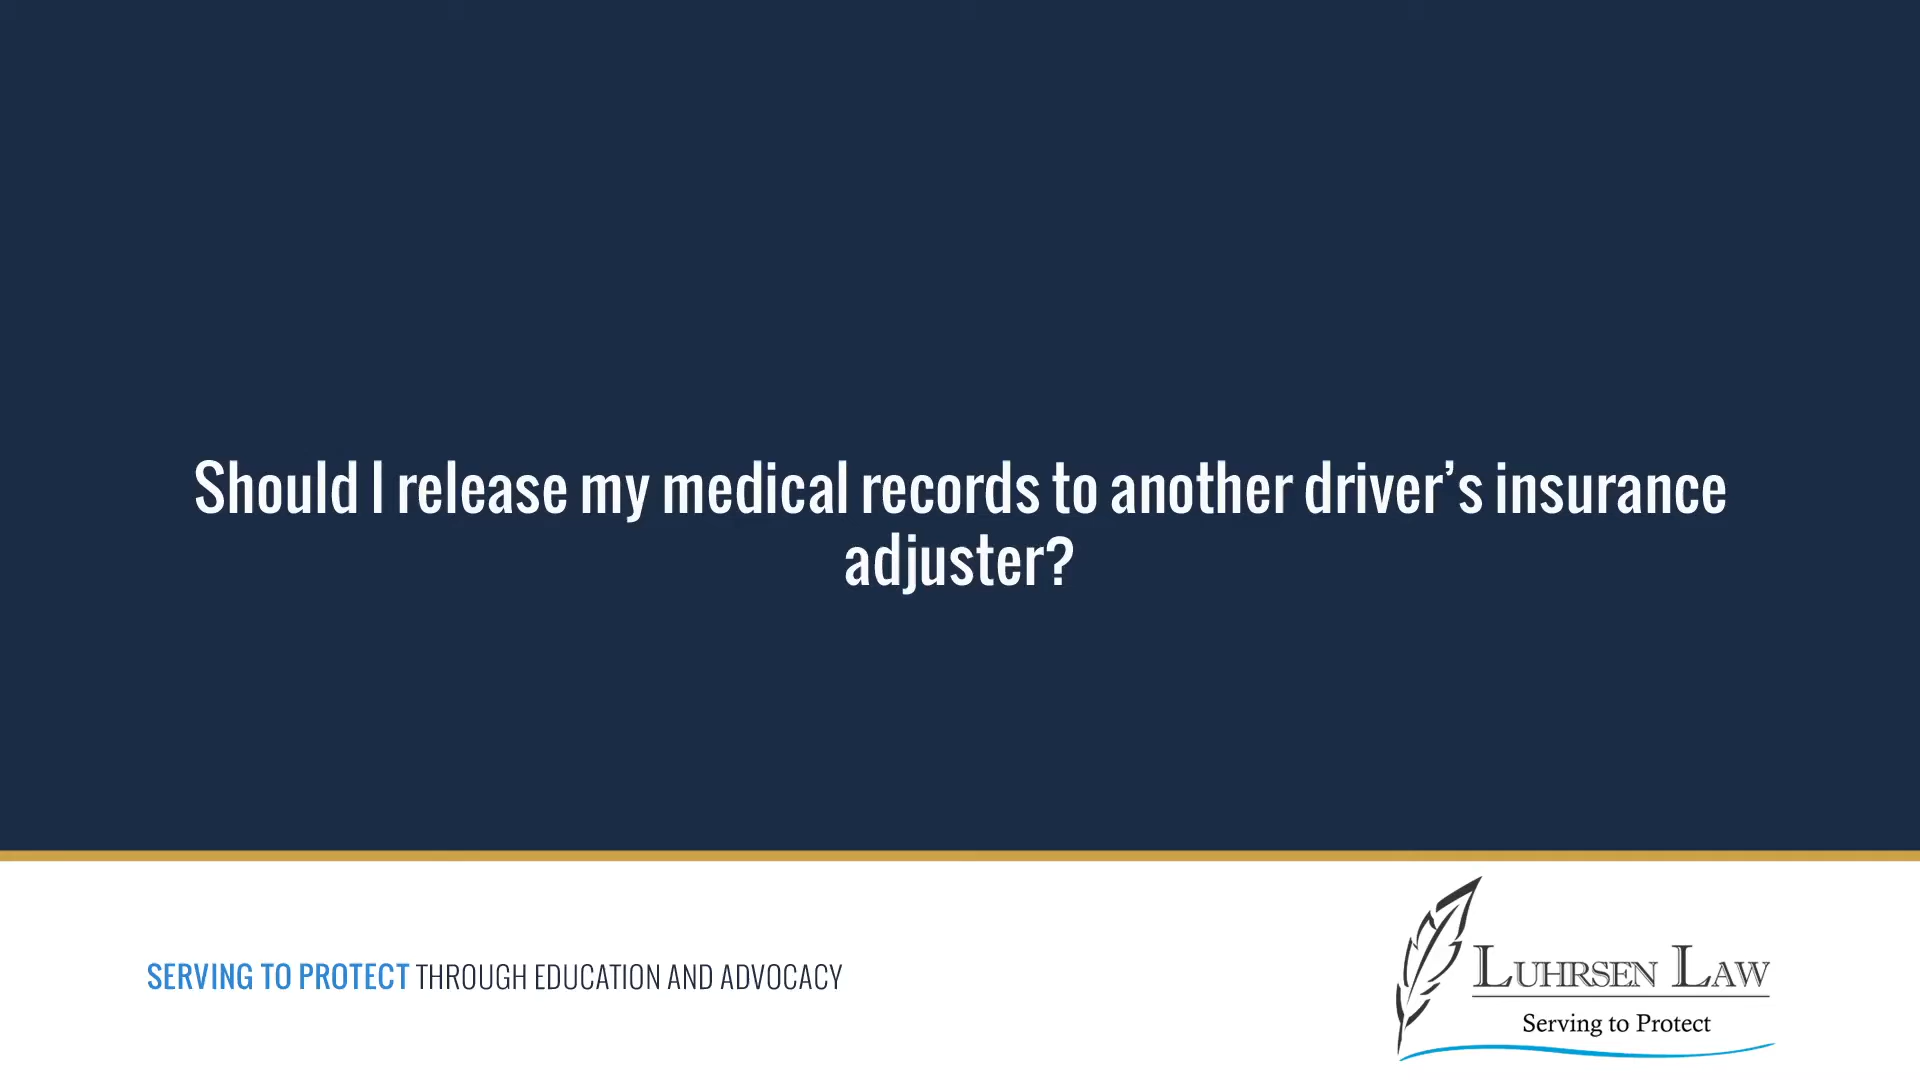 Should I release my medical records to another driver’s insurance
adjuster?
SERVING TO PROTECT THROUGH EDUCATION AND ADVOCACY
LUHRSEN LAW
Serving to Protect